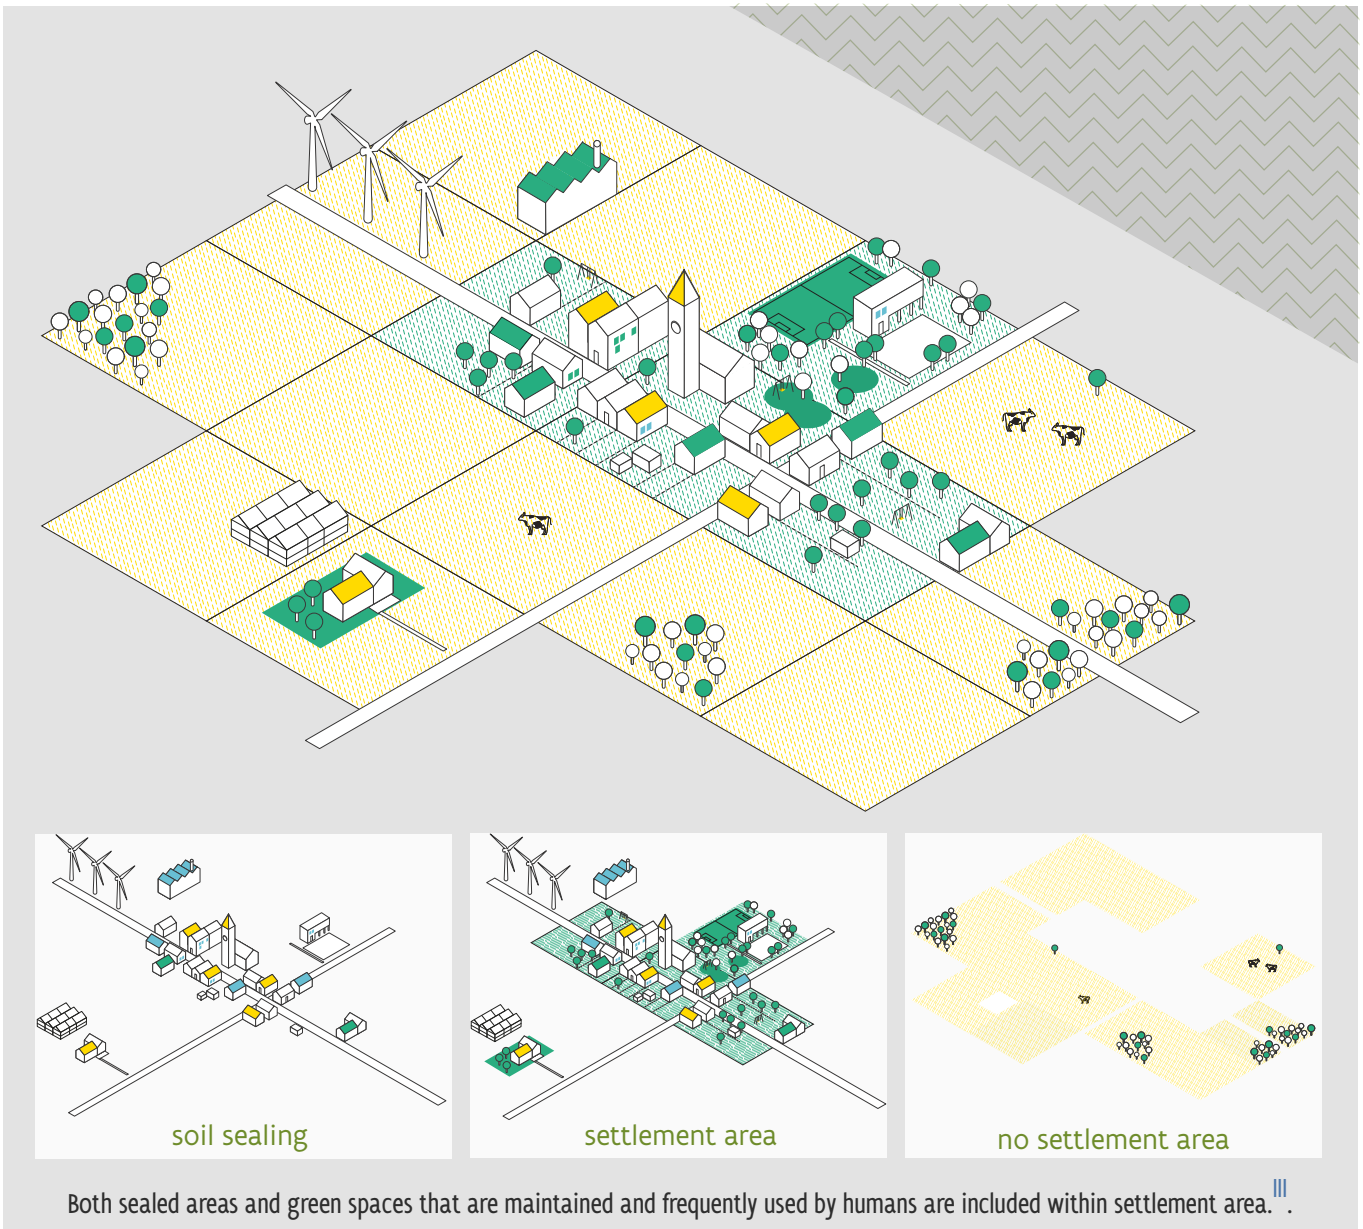 soil sealing
settlement area
no settlement area
Both sealed areas and green spaces that are maintained and frequently used by humans are included within settlement area.III.